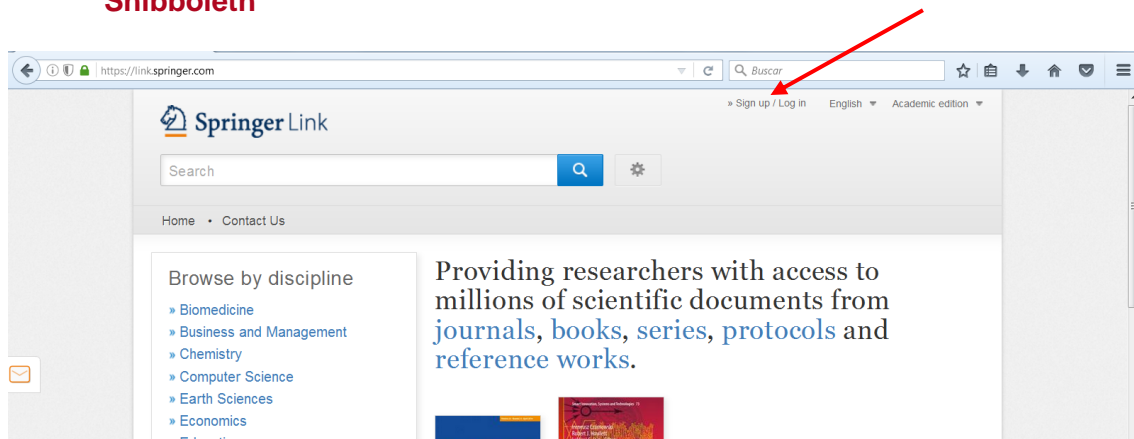 Shibboleth
https://link.springer.com
Buscar
» Sign up / Log in English Academic edition
Springer Link
Search
Home • Contact Us
Browse by discipline
» Biomedicine
» Business and Management
» Chemistry
» Computer Science
» Earth Sciences
» Economics
Providing researchers with access to
millions of scientific documents from
journals, books, series, protocols and
reference works.